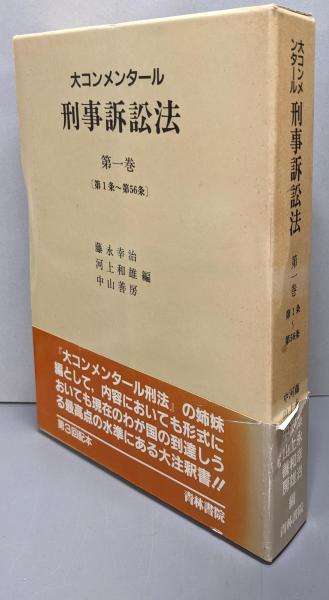 大コンメンタール
刑事訴訟法
第一巻
〔第1条~第56条〕
藤永幸治
河上和雄 編
中山善房
『大コンメンタール刑法』の姉妹
編として,内容においても形式に
おいても現在のわが国の到達しう
る最高点の水準にある大注釈書!!
第3回配本
青林書院
大コンメ
ンタール
刑事訴訟法
第一巻
第1条
~
第56条
編
青林書院